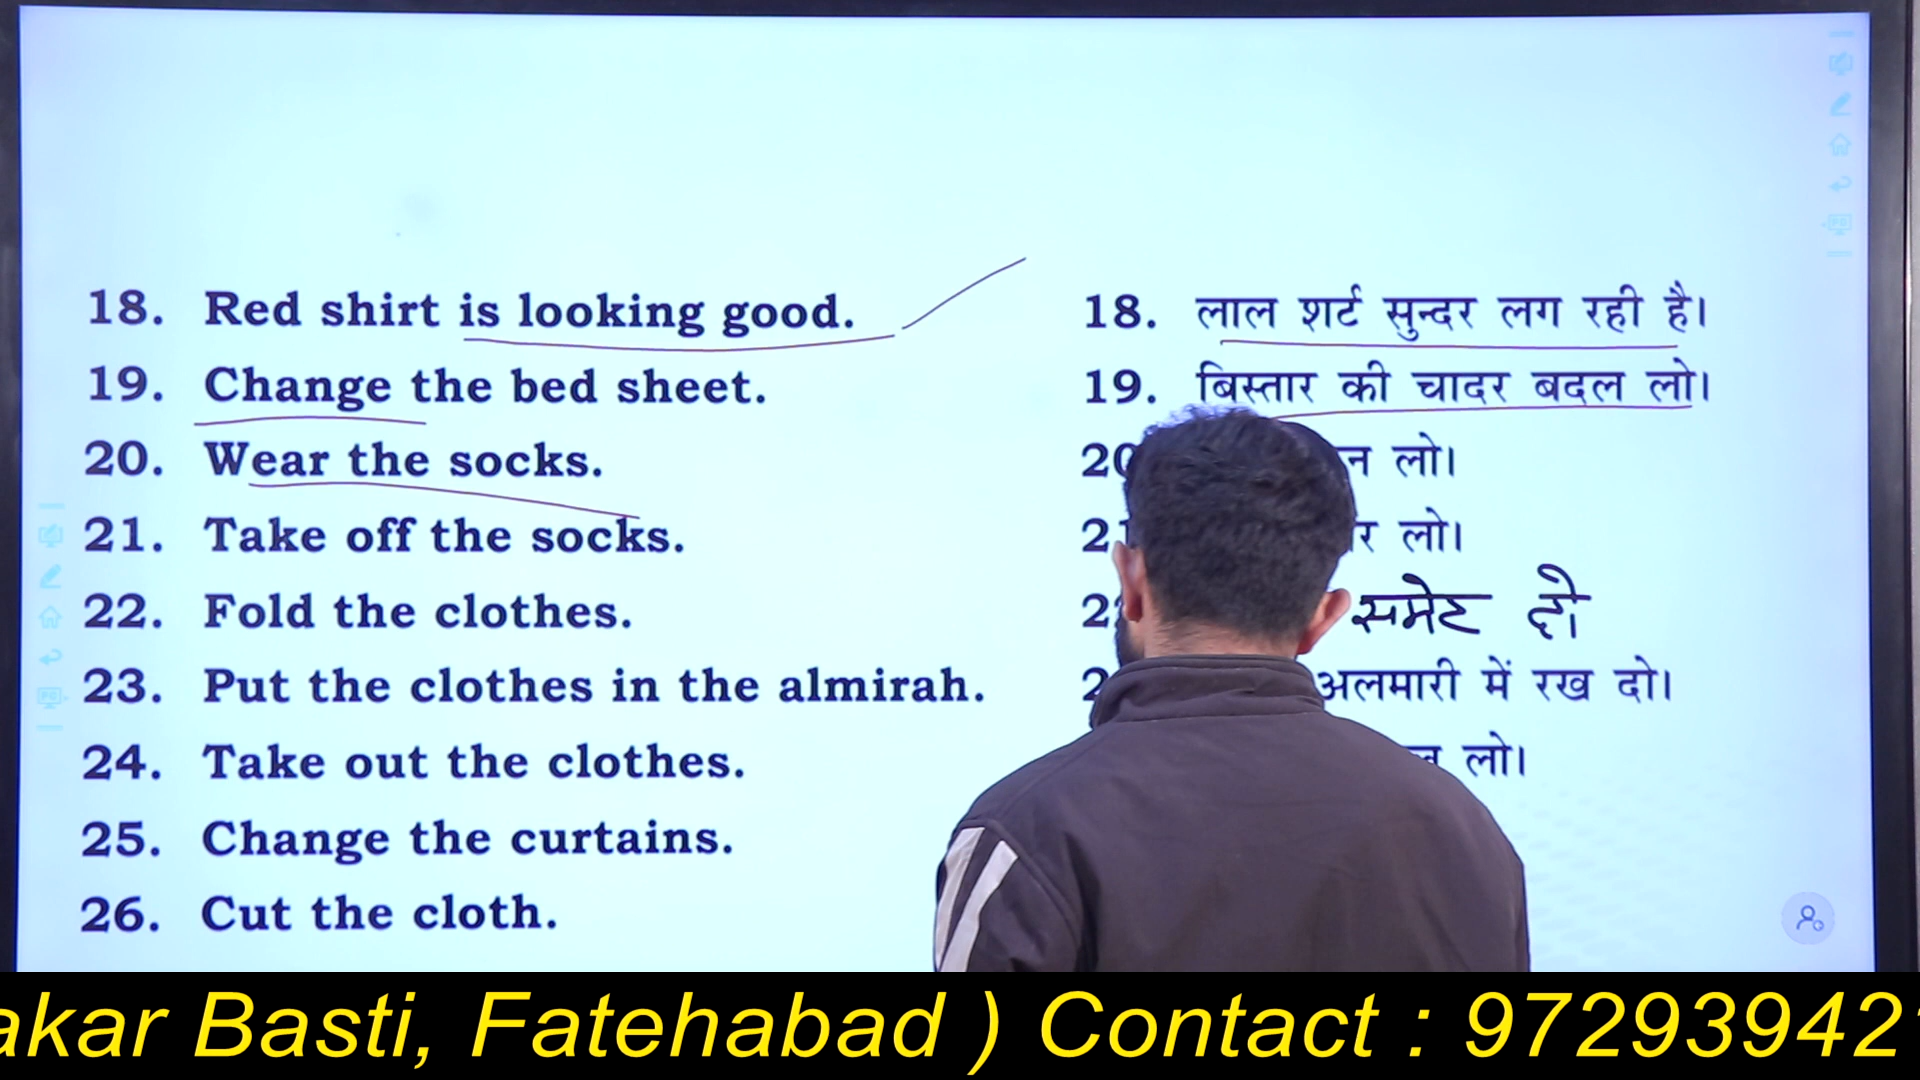 18. Red shirt is looking good.
19. Change the bed sheet.
20. Wear the socks.
21. Take off the socks.
22. Fold the clothes.
23. Put the clothes in the almirah.
24. Take out the clothes.
25. Change the curtains.
26. Cut the cloth.
18. लाल शर्ट सुन्दर लग रही है।
19. बिस्तार की चादर बदल लो।
लो।
लो।
समेट दो
अलमारी में रख दो।
लो।
Basti, Fatehabad ) Contact :